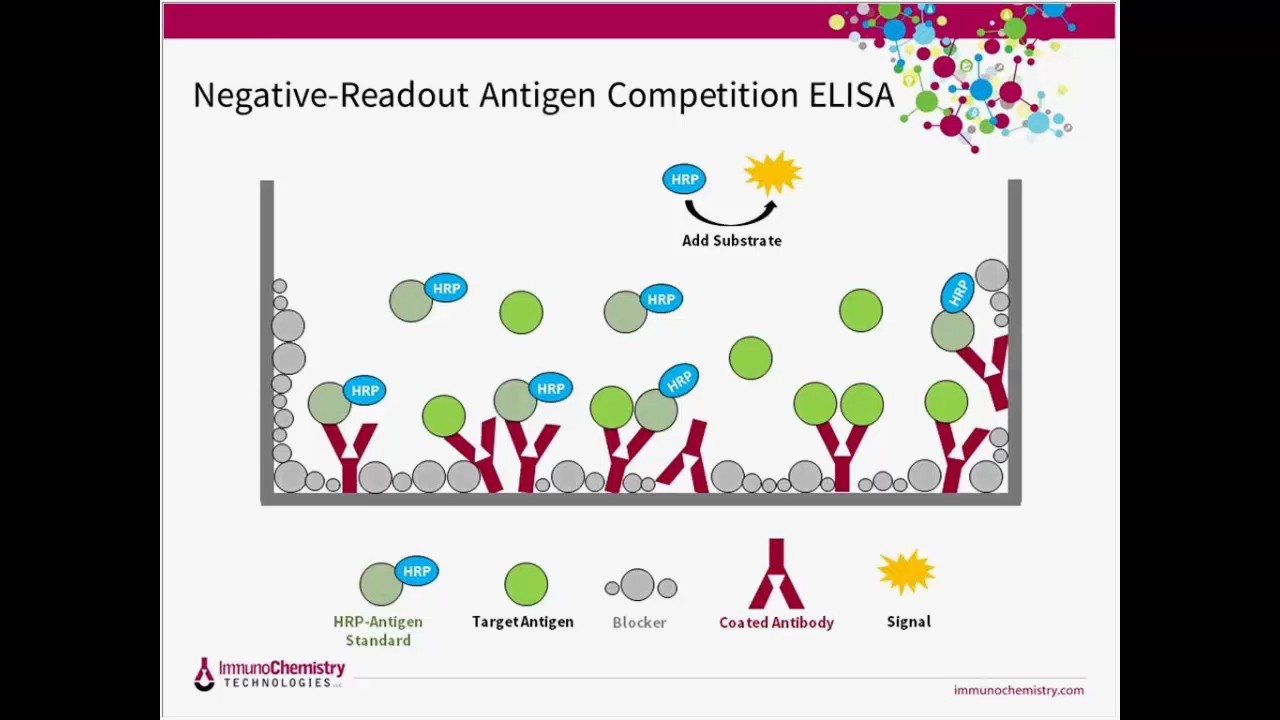 Negative-Readout Antigen Competition ELISA
HRP
Add Substrate
HRP
HRP
HRP
HRP
HRP
HRP
HRP
HRP-Antigen
Standard
Target Antigen
Blocker
Coated Antibody
Signal
ImmunoChemistry
TECHNOLOGIES
immunochemistry.com